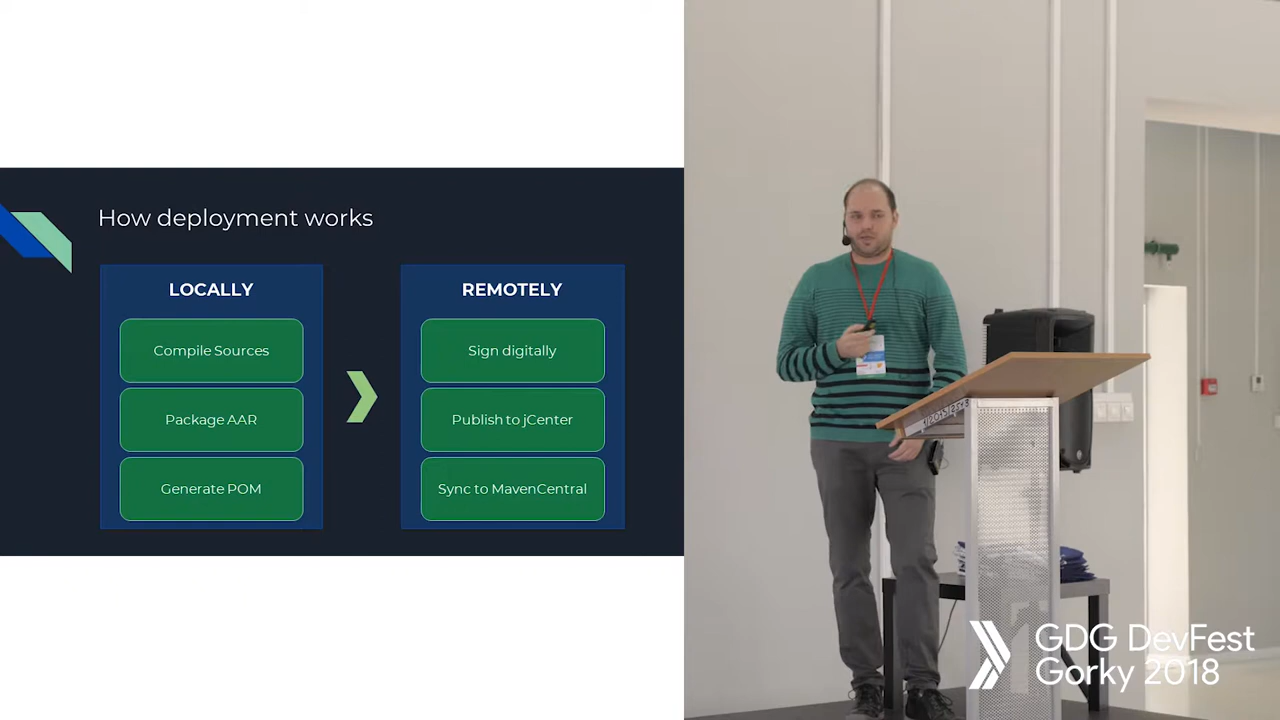 How deployment works
LOCALLY
Compile Sources
Package AAR
Generate POM
REMOTELY
Sign digitally
Publish to jCenter
Sync to MavenCentral
GDG DevFest
Gorky 2018